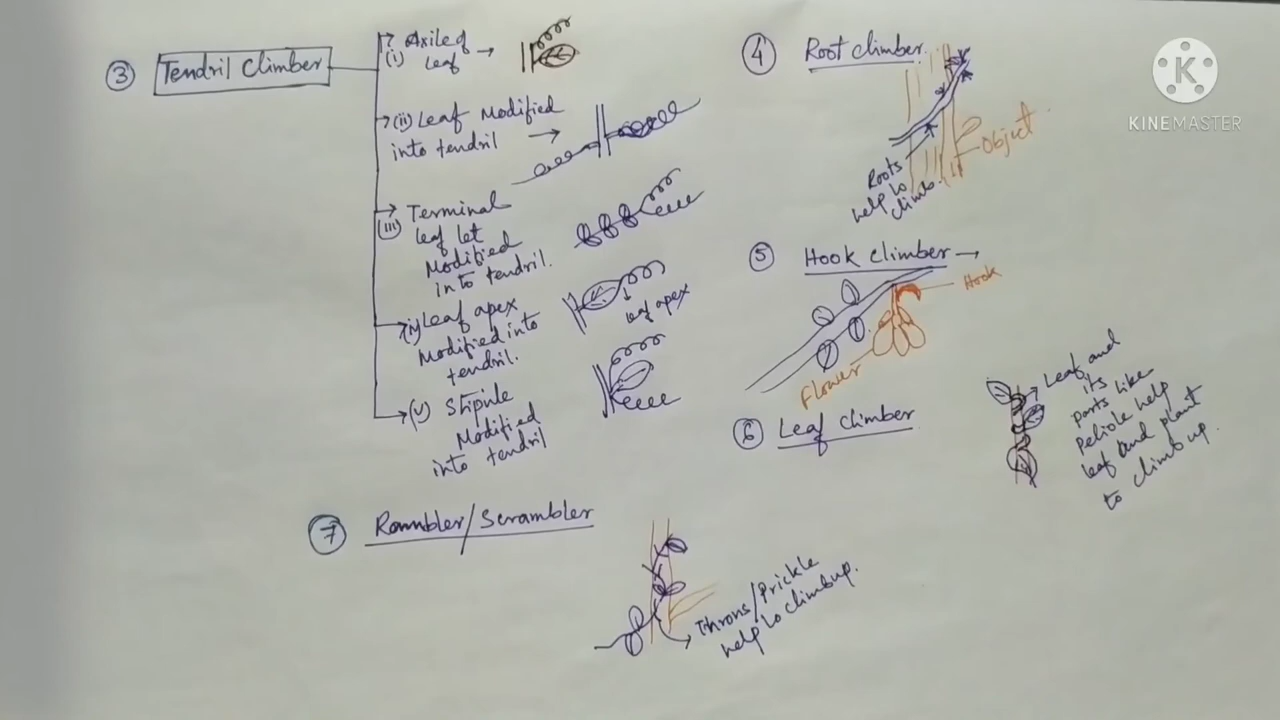 ③ Tendril Climber
(i) Axile of
leaf →
(ii) Leaf Modified
into tendril →
(iii) Terminal
leaf let
Modified
into tendril.
(iv) Leaf apex
Modified into
tendril.
leaf apex
(v) Stipule
Modified
into tendril
④ Root climber
Roots
help to
climb.
Object
⑤ Hook climber →
Hook
Flower
⑥ Leaf climber
Leaf and
its
parts like
petiole help
leaf and plant
to climb up.
⑦ Rambler/Scrambler
Throns/Prickle
help to climb up.
K
KINEMASTER